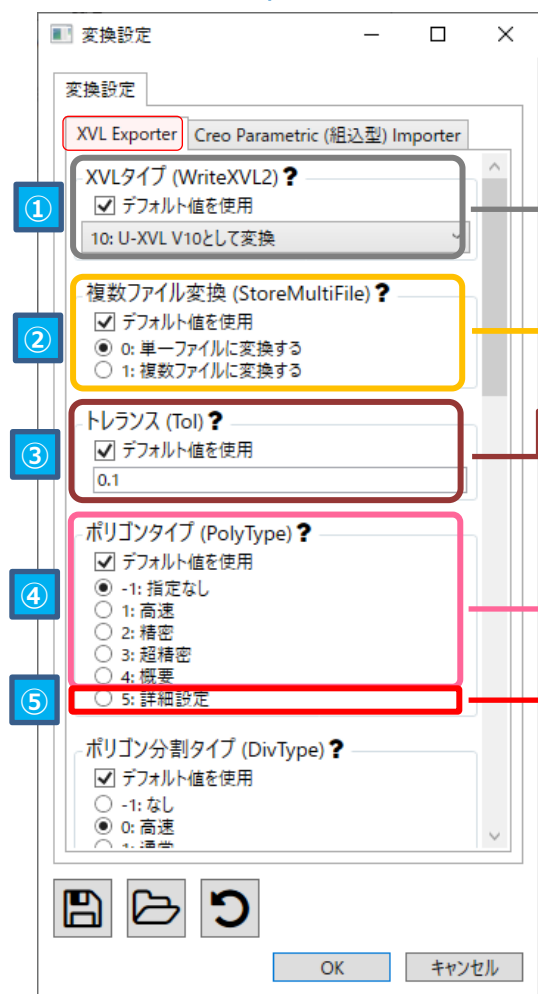 変換設定
変換設定
XVL Exporter Creo Parametric (組込型) Importer
XVLタイプ (WriteXVL2) ?
① デフォルト値を使用
10: U-XVL V10として変換
複数ファイル変換 (StoreMultiFile) ?
② デフォルト値を使用
0: 単一ファイルに変換する
1: 複数ファイルに変換する
トレランス (Tol) ?
③ デフォルト値を使用
0.1
ポリゴンタイプ (PolyType) ?
デフォルト値を使用
④ -1: 指定なし
1: 高速
2: 精密
3: 超精密
4: 概要
⑤ 5: 詳細設定
ポリゴン分割タイプ (DivType) ?
デフォルト値を使用
-1: なし
0: 高速
1: 通常
OK キャンセル